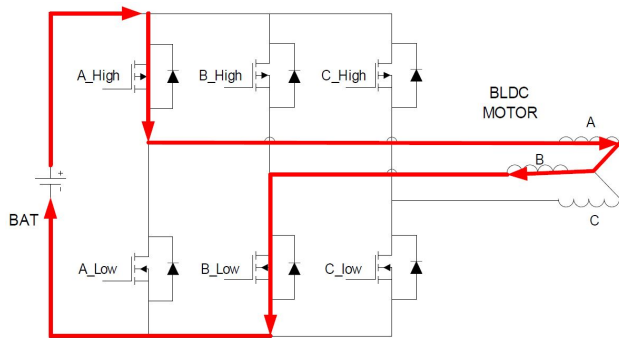 A_High
B_High
C_High
BLDC
MOTOR
A
B
+
-
BAT
C
A_Low
B_Low
C_low